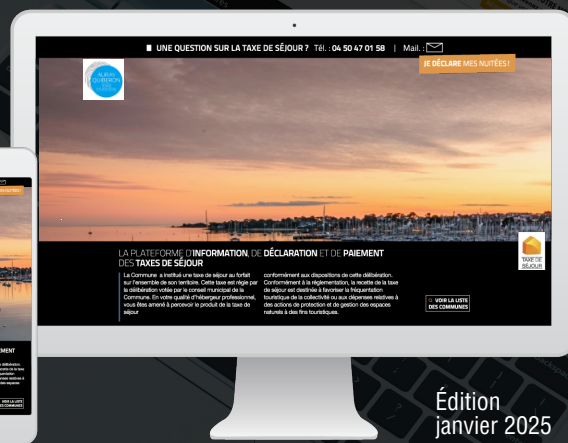 UNE QUESTION SUR LA TAXE DE SÉJOUR ? Tél. : 04 50 47 01 58 | Mail. :
JE DÉCLARE MES NUITÉES !
AURAY
QUIBERON
LA PLATEFORME D'INFORMATION, DE DÉCLARATION ET DE PAIEMENT
DES TAXES DE SÉJOUR
La Commune a institué une taxe de séjour au forfait
sur l'ensemble de son territoire. Cette taxe est régie par
la délibération votée par le conseil municipal de la
Commune. En votre qualité d'hébergeur professionnel,
vous êtes amené à percevoir le produit de la taxe de
séjour
conformément aux dispositions de cette délibération.
Conformément à la réglementation, la recette de la taxe
de séjour est destinée à favoriser la fréquentation
touristique de la collectivité ou aux dépenses relatives à
des actions de protection et de gestion des espaces
naturels à des fins touristiques.
TAXE DE
SÉJOUR
VOIR LA LISTE
DES COMMUNES
Édition
janvier 2025